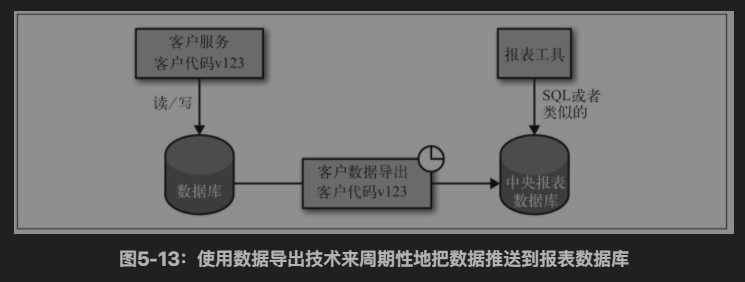 客户服务
客户代码v123
报表工具
读/写
SQL或者
类似的
数据库
客户数据导出
客户代码v123
中央报表
数据库
图5-13：使用数据导出技术来周期性地把数据推送到报表数据库